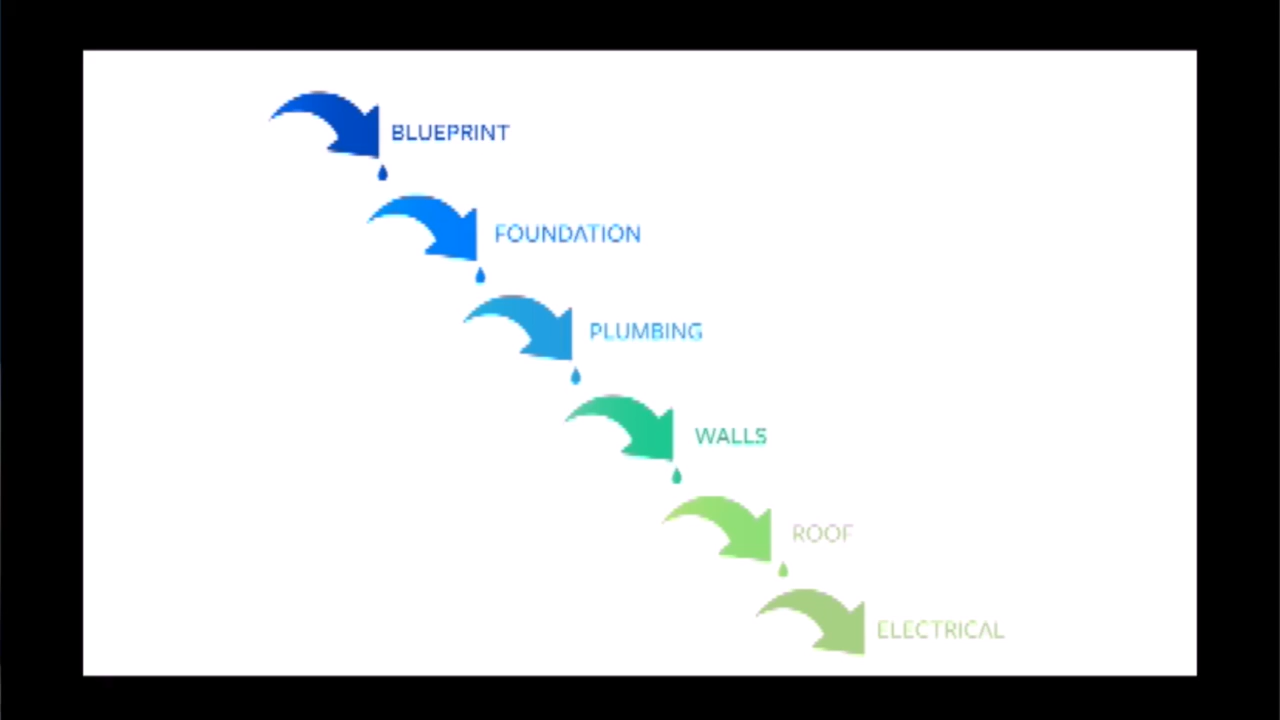 BLUEPRINT
FOUNDATION
PLUMBING
WALLS
ROOF
ELECTRICAL